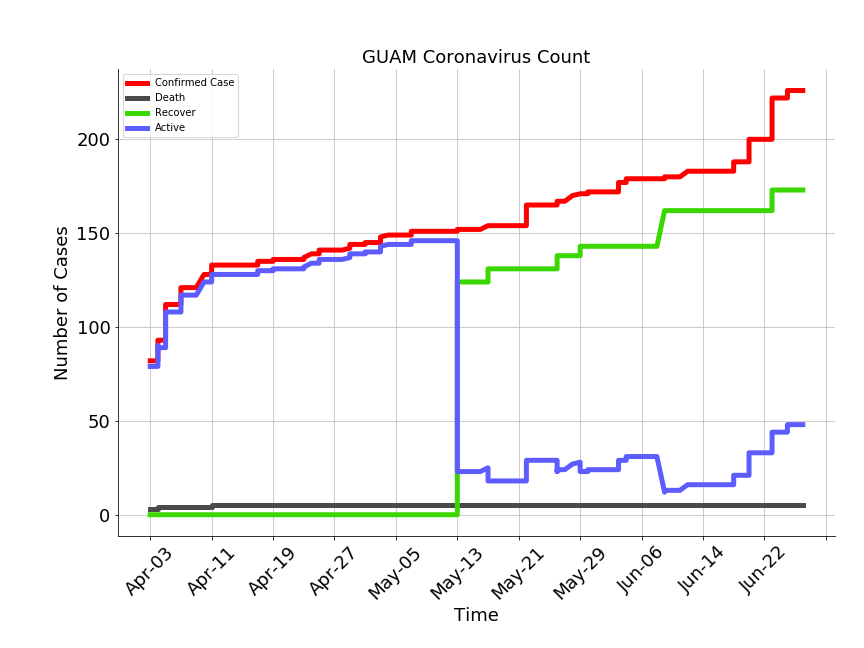 GUAM Coronavirus Count
Confirmed Case
Death
Recover
Active
Number of Cases
200
150
100
50
0
Apr-03
Apr-11
Apr-19
Apr-27
May-05
May-13
May-21
May-29
Jun-06
Jun-14
Jun-22
Time